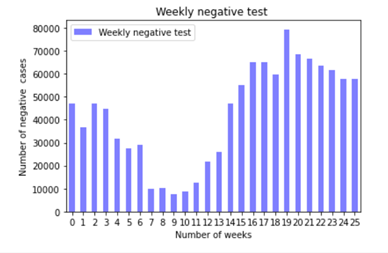 Weekly negative test
Weekly negative test
Number of negative cases
80000
70000
60000
50000
40000
30000
20000
10000
0
0 1 2 3 4 5 6 7 8 9 10 11 12 13 14 15 16 17 18 19 20 21 22 23 24 25
Number of weeks